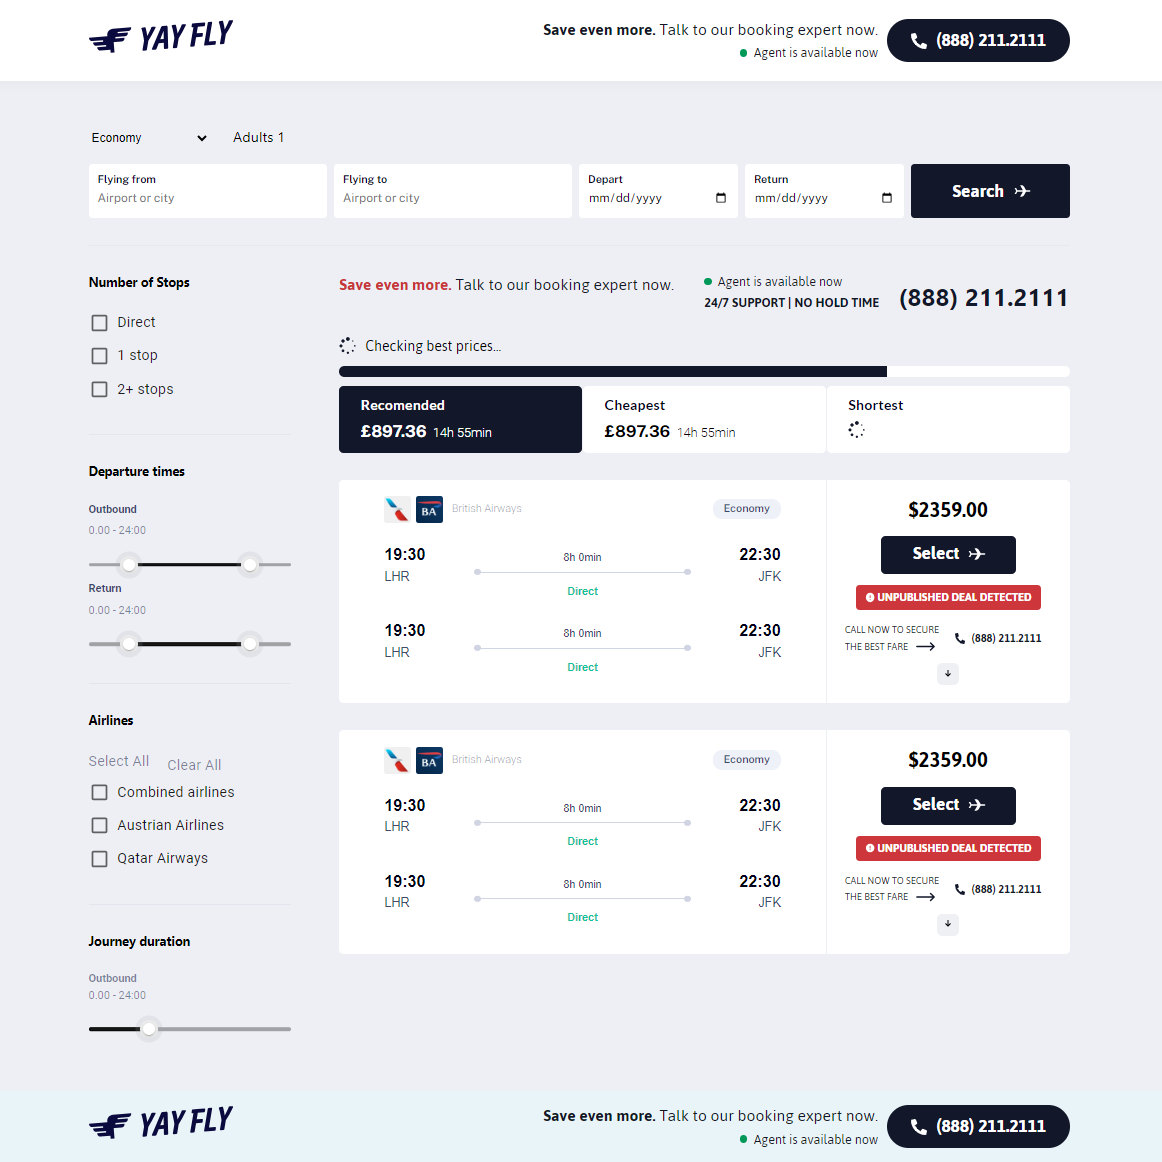 YAY FLY
Save even more. Talk to our booking expert now.
Agent is available now
(888) 211.2111
Economy
Adults 1
Flying from
Airport or city
Flying to
Airport or city
Depart
mm/dd/yyyy
Return
mm/dd/yyyy
Search
Number of Stops
Direct
1 stop
2+ stops
Departure times
Outbound
0.00 - 24:00
Return
0.00 - 24:00
Airlines
Select All
Clear All
Combined airlines
Austrian Airlines
Qatar Airways
Journey duration
Outbound
0.00 - 24:00
Save even more. Talk to our booking expert now.
Agent is available now
24/7 SUPPORT | NO HOLD TIME
(888) 211.2111
Checking best prices...
Recomended
£897.36 14h 55min
Cheapest
£897.36 14h 55min
Shortest
BA
British Airways
Economy
19:30
LHR
8h 0min
Direct
22:30
JFK
19:30
LHR
8h 0min
Direct
22:30
JFK
$2359.00
Select
UNPUBLISHED DEAL DETECTED
CALL NOW TO SECURE
THE BEST FARE
(888) 211.2111
BA
British Airways
Economy
19:30
LHR
8h 0min
Direct
22:30
JFK
19:30
LHR
8h 0min
Direct
22:30
JFK
$2359.00
Select
UNPUBLISHED DEAL DETECTED
CALL NOW TO SECURE
THE BEST FARE
(888) 211.2111
YAY FLY
Save even more. Talk to our booking expert now.
Agent is available now
(888) 211.2111